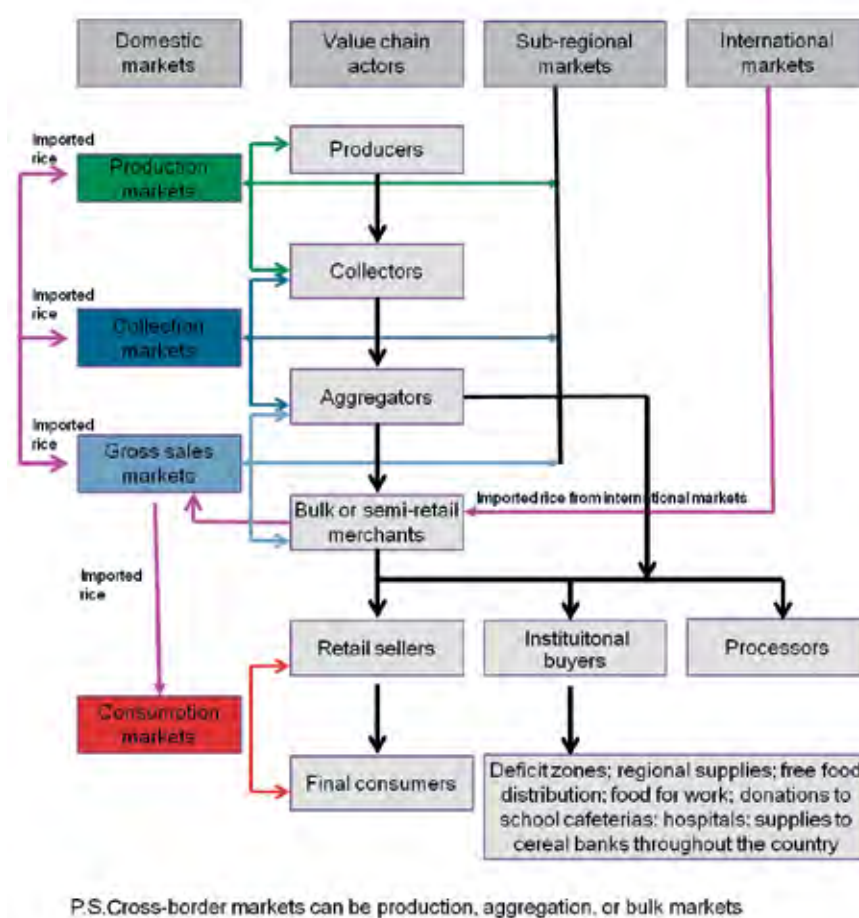 Domestic
markets
Value chain
actors
Sub-regional
markets
International
markets
Imported
rice
Production
markets
Producers
Imported
rice
Collection
markets
Collectors
Imported
rice
Gross sales
markets
Aggregators
Imported rice from international markets
Bulk or semi-retail
merchants
Imported
rice
Retail sellers
Instituitonal
buyers
Processors
Consumption
markets
Final consumers
Deficit zones; regional supplies; free food
distribution; food for work; donations to
school cafeterias; hospitals; supplies to
cereal banks throughout the country
P.S.Cross-border markets can be production, aggregation, or bulk markets